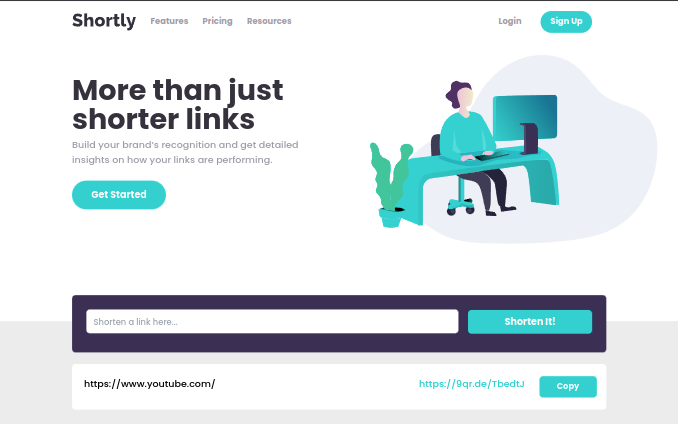 Shortly Features Pricing Resources Login Sign Up
More than just
shorter links
Build your brand's recognition and get detailed
insights on how your links are performing.
Get Started
Shorten a link here...
Shorten It!
https://www.youtube.com/
https://9qr.de/TbedtJ
Copy